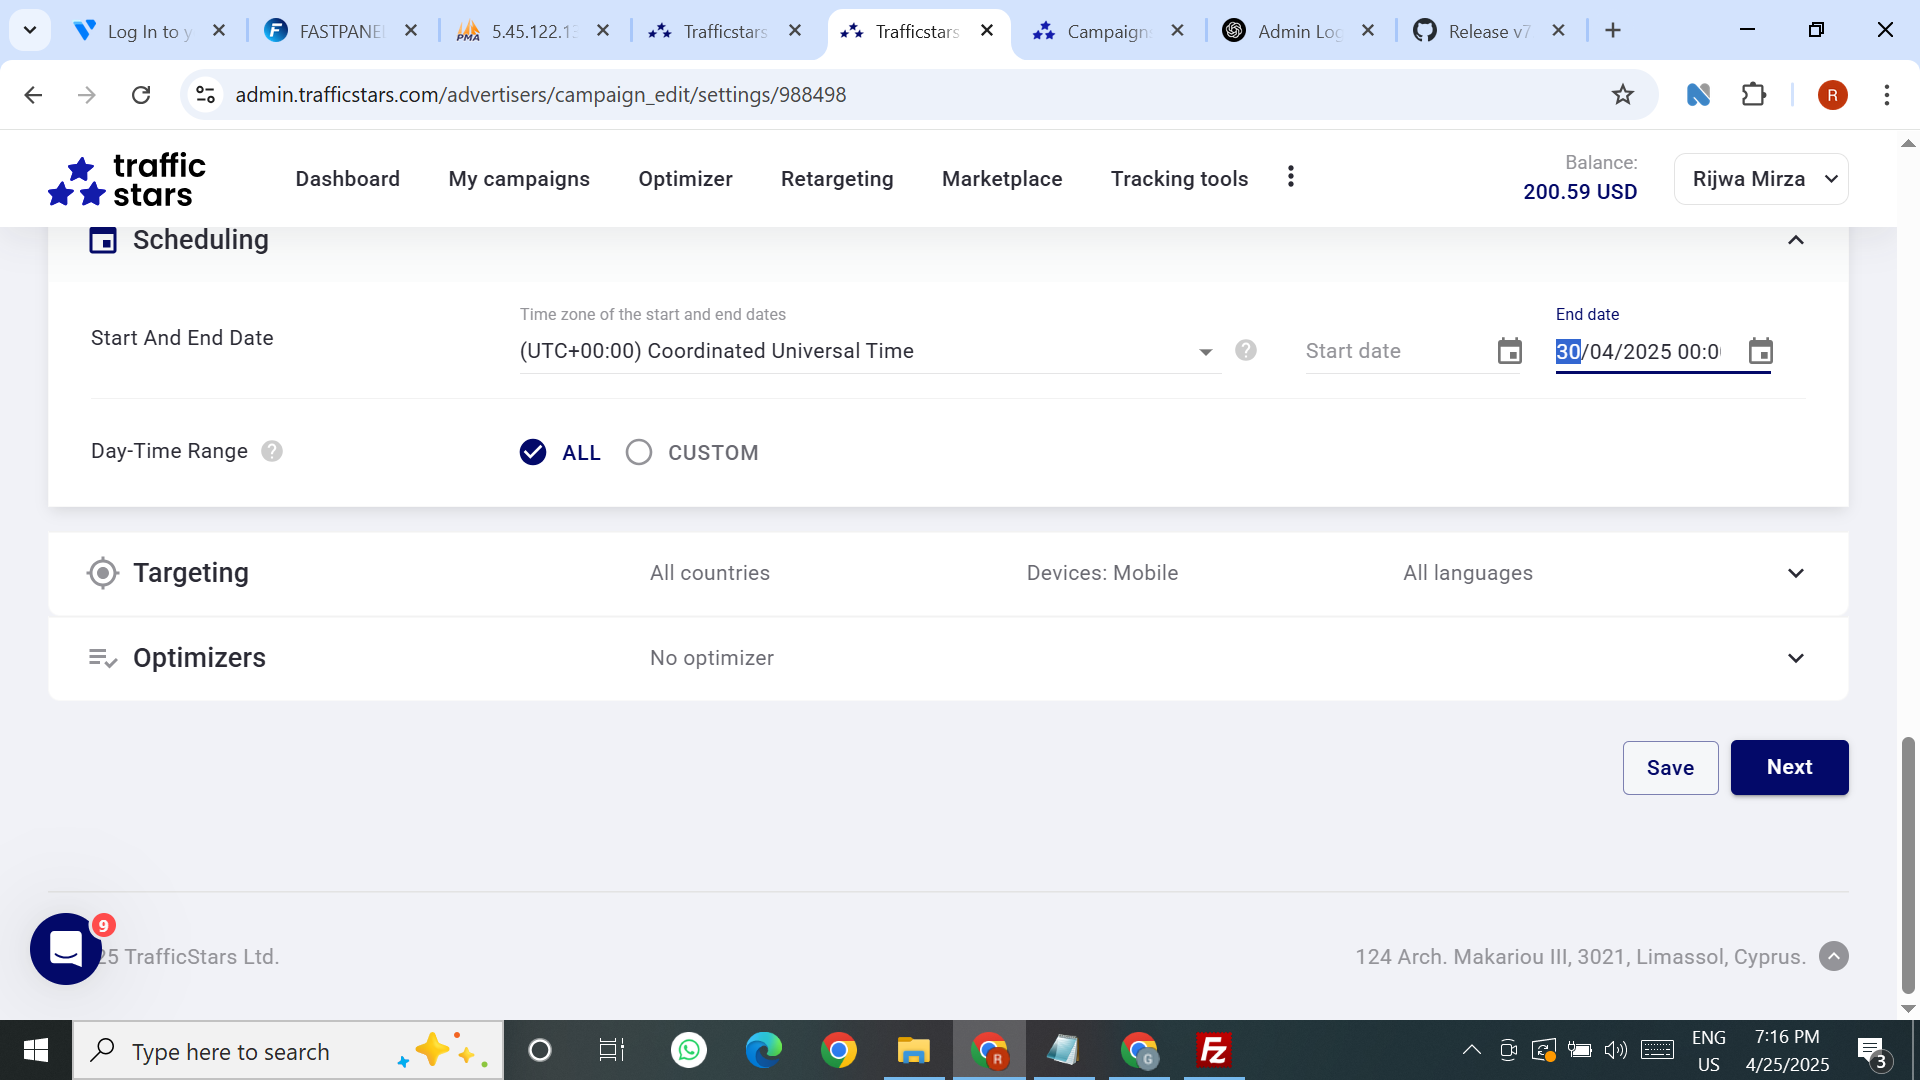 Log In to y
FASTPANE
5.45.122.13
Trafficstars
Trafficstars
Campaign
Admin Log
Release v7
admin.trafficstars.com/advertisers/campaign_edit/settings/988498
R
traffic
stars
Dashboard
My campaigns
Optimizer
Retargeting
Marketplace
Tracking tools
Balance:
200.59 USD
Rijwa Mirza
Scheduling
Start And End Date
Time zone of the start and end dates
(UTC+00:00) Coordinated Universal Time
?
Start date
End date
30/04/2025 00:0
Day-Time Range ?
ALL
CUSTOM
Targeting
All countries
Devices: Mobile
All languages
Optimizers
No optimizer
Save
Next
9
25 TrafficStars Ltd.
124 Arch. Makariou III, 3021, Limassol, Cyprus.
Type here to search
ENG
US
7:16 PM
4/25/2025
3